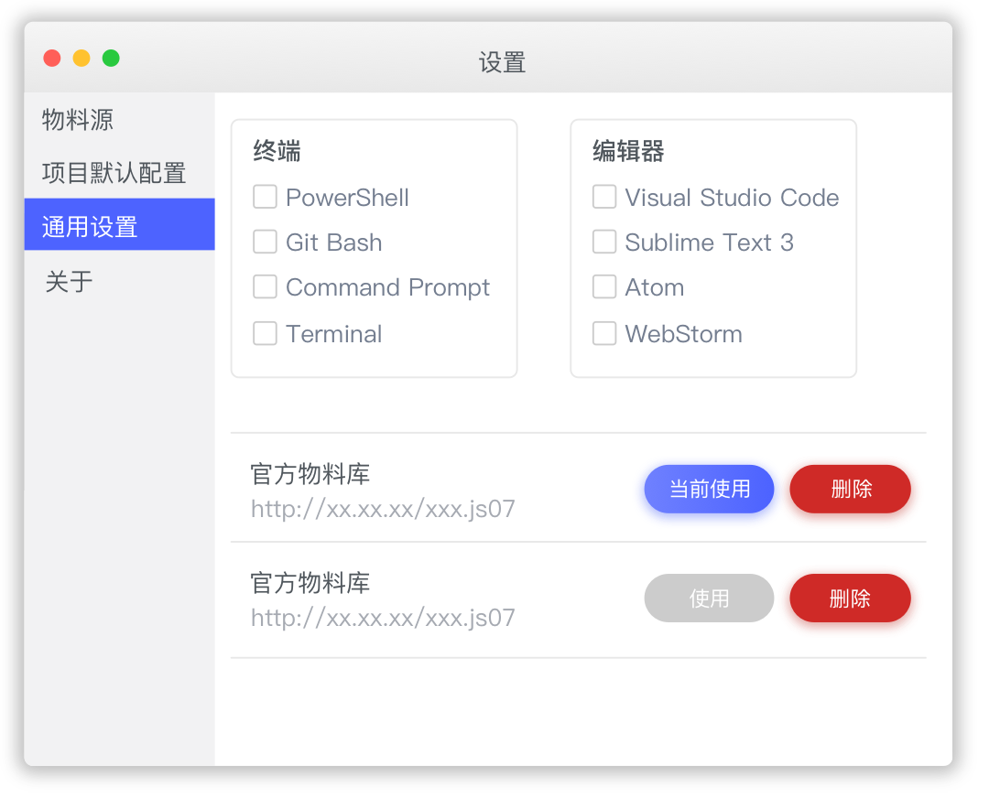 设置
物料源
项目默认配置
通用设置
关于
终端
PowerShell
Git Bash
Command Prompt
Terminal
编辑器
Visual Studio Code
Sublime Text 3
Atom
WebStorm
官方物料库
http://xx.xx.xx/xxx.js07
当前使用
删除
官方物料库
http://xx.xx.xx/xxx.js07
使用
删除